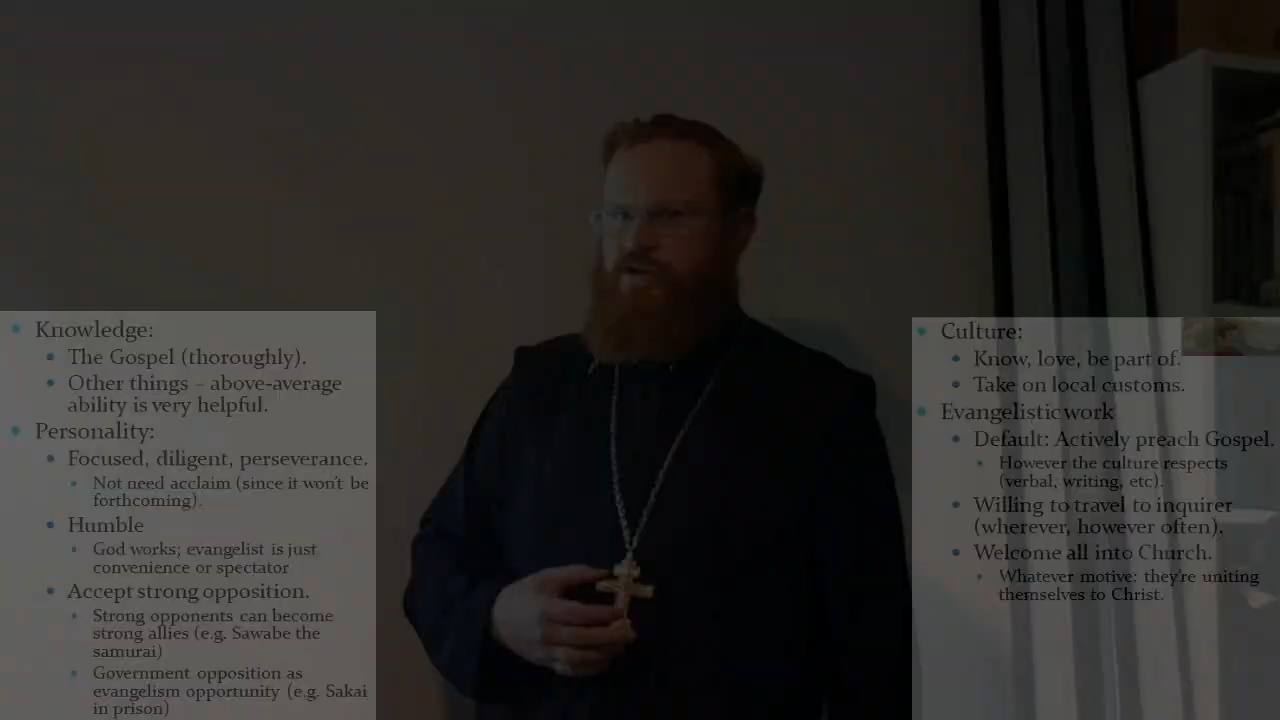 Knowledge:
The Gospel (thoroughly).
Other things – above-average
ability is very helpful.
Personality:
Focused, diligent, perseverance.
Not need acclaim (since it won't be
forthcoming).
Humble
God works; evangelist is just
convenience or spectator
Accept strong opposition.
Strong opponents can become
strong allies (e.g. Sawabe the
samurai)
Government opposition as
evangelism opportunity (e.g. Sakai
in prison)
Culture:
Know, love, be part of.
Take on local customs.
Evangelistic work
Default: Actively preach Gospel.
However the culture respects
(verbal, writing, etc).
Willing to travel to inquirer
(wherever, however often).
Welcome all into Church.
Whatever motive: they're uniting
themselves to Christ.